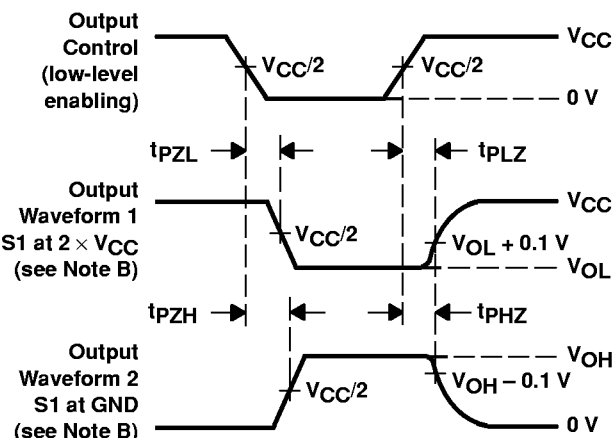 Output
Control
(low-level
enabling)
VCC/2
VCC/2
VCC
0 V
tPZL
tPLZ
Output
Waveform 1
S1 at 2 × VCC
(see Note B)
VCC/2
VCC
VOL + 0.1 V
VOL
tPZH
tPHZ
Output
Waveform 2
S1 at GND
(see Note B)
VCC/2
VOH
VOH – 0.1 V
0 V